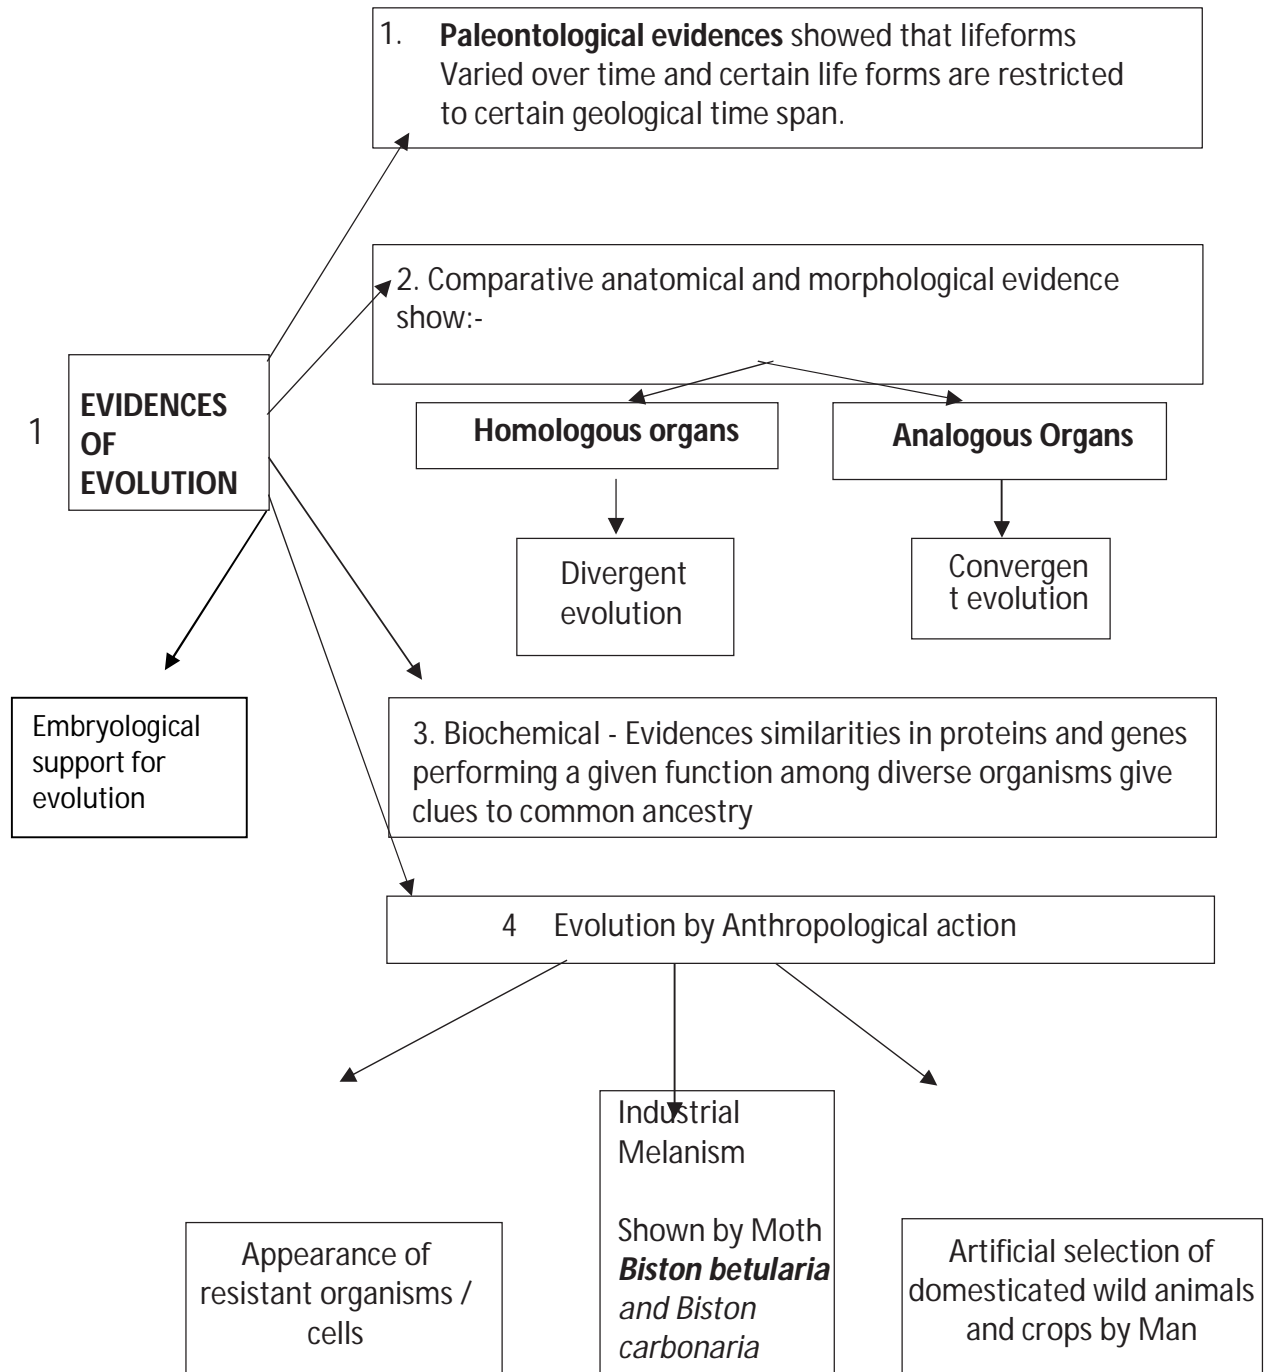 1. Paleontological evidences showed that lifeforms
Varied over time and certain life forms are restricted
to certain geological time span.
2. Comparative anatomical and morphological evidence
show:-
1
EVIDENCES
OF
EVOLUTION
Homologous organs
Analogous Organs
Divergent
evolution
Convergen
t evolution
Embryological
support for
evolution
3. Biochemical - Evidences similarities in proteins and genes
performing a given function among diverse organisms give
clues to common ancestry
4 Evolution by Anthropological action
Appearance of
resistant organisms /
cells
Industrial
Melanism
Shown by Moth
Biston betularia
and Biston
carbonaria
Artificial selection of
domesticated wild animals
and crops by Man